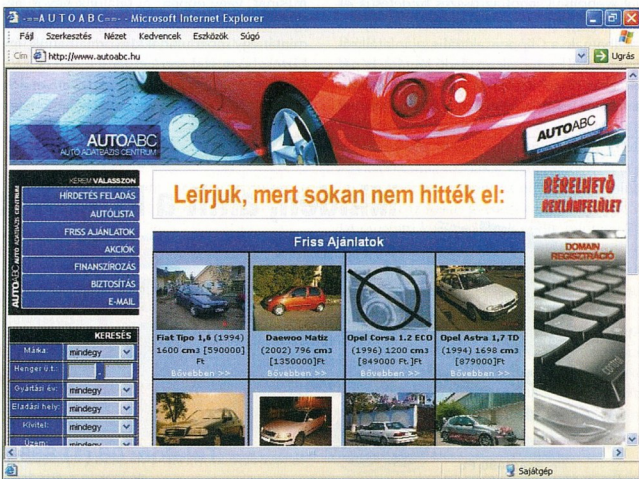 -==A U T O A B C==- - Microsoft Internet Explorer
Fájl Szerkesztés Nézet Kedvencek Eszközök Súgó
Cím http://www.autoabc.hu Ugrás
AUTOABC
AUTO ADATBÁZIS CENTRUM
AUTOABC
KÉREM VÁLASSZON
HIRDETÉS FELADÁS
AUTÓLISTA
FRISS AJÁNLATOK
AKCIÓK
FINANSZÍROZÁS
BIZTOSÍTÁS
E-MAIL
AUTOABC AUTO ADATBÁZIS CENTRUM
Leírjuk, mert sokan nem hitték el:
BÉRELHETŐ
REKLÁMFELÜLET
DOMAIN
REGISZTRÁCIÓ
Friss Ajánlatok
Fiat Tipo 1,6 (1994)
1600 cm3 [590000]
Ft
Bővebben >>
Daewoo Matiz
(2002) 796 cm3
[1350000]Ft
Bővebben >>
Opel Corsa 1.2 ECO
(1996) 1200 cm3
[849000 Ft.]Ft
Bővebben >>
Opel Astra 1,7 TD
(1994) 1698 cm3
[879000]Ft
Bővebben >>
KERESÉS
Márka: mindegy
Henger ű.t.: -
Gyártási év: mindegy
Eladási hely: mindegy
Kivitel: mindegy
Üzem: mindegy
Sajátgép